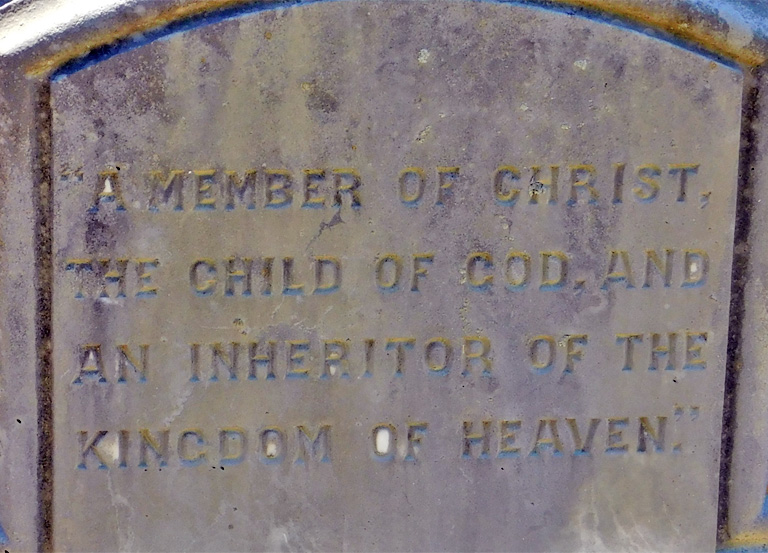 "A MEMBER OF CHRIST,
THE CHILD OF GOD, AND
AN INHERITOR OF THE
KINGDOM OF HEAVEN."